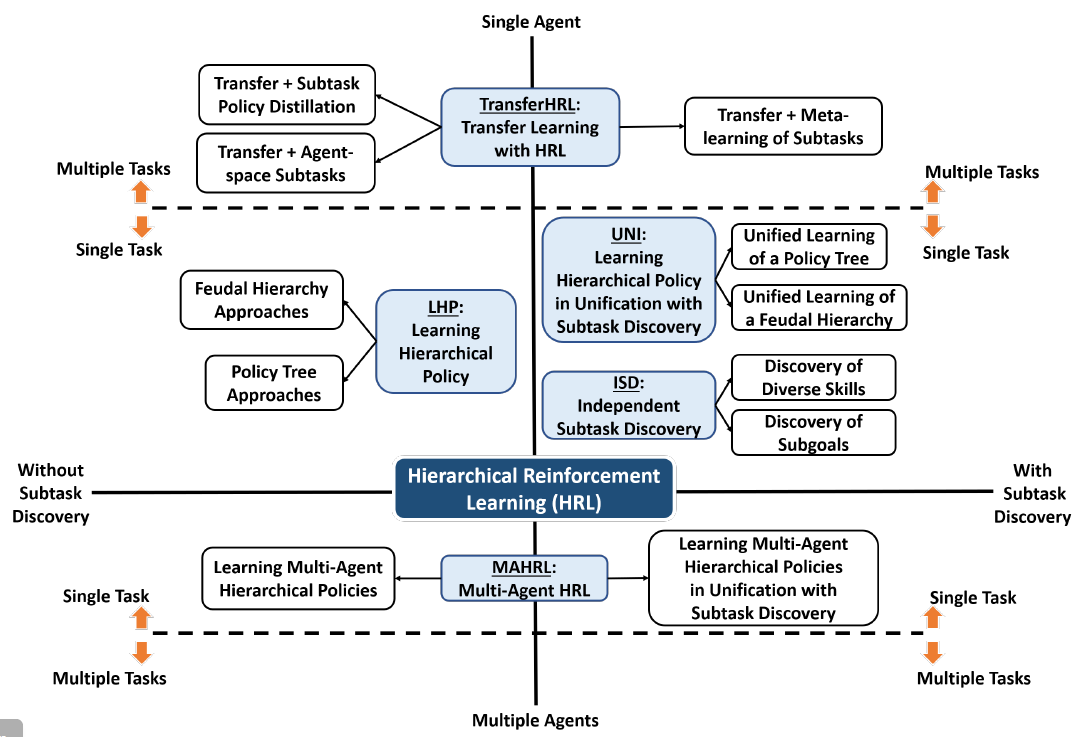 Single Agent
Transfer + Subtask
Policy Distillation
TransferHRL:
Transfer Learning
with HRL
Transfer + Meta-
learning of Subtasks
Transfer + Agent-
space Subtasks
Multiple Tasks
Multiple Tasks
Single Task
Single Task
UNI:
Learning
Hierarchical Policy
in Unification with
Subtask Discovery
Unified Learning
of a Policy Tree
Unified Learning of
a Feudal Hierarchy
Feudal Hierarchy
Approaches
LHP:
Learning
Hierarchical
Policy
Policy Tree
Approaches
ISD:
Independent
Subtask Discovery
Discovery of
Diverse Skills
Discovery of
Subgoals
Without
Subtask
Discovery
Hierarchical Reinforcement
Learning (HRL)
With
Subtask
Discovery
Learning Multi-Agent
Hierarchical Policies
MAHRL:
Multi-Agent HRL
Learning Multi-Agent
Hierarchical Policies
in Unification with
Subtask Discovery
Single Task
Single Task
Multiple Tasks
Multiple Tasks
Multiple Agents